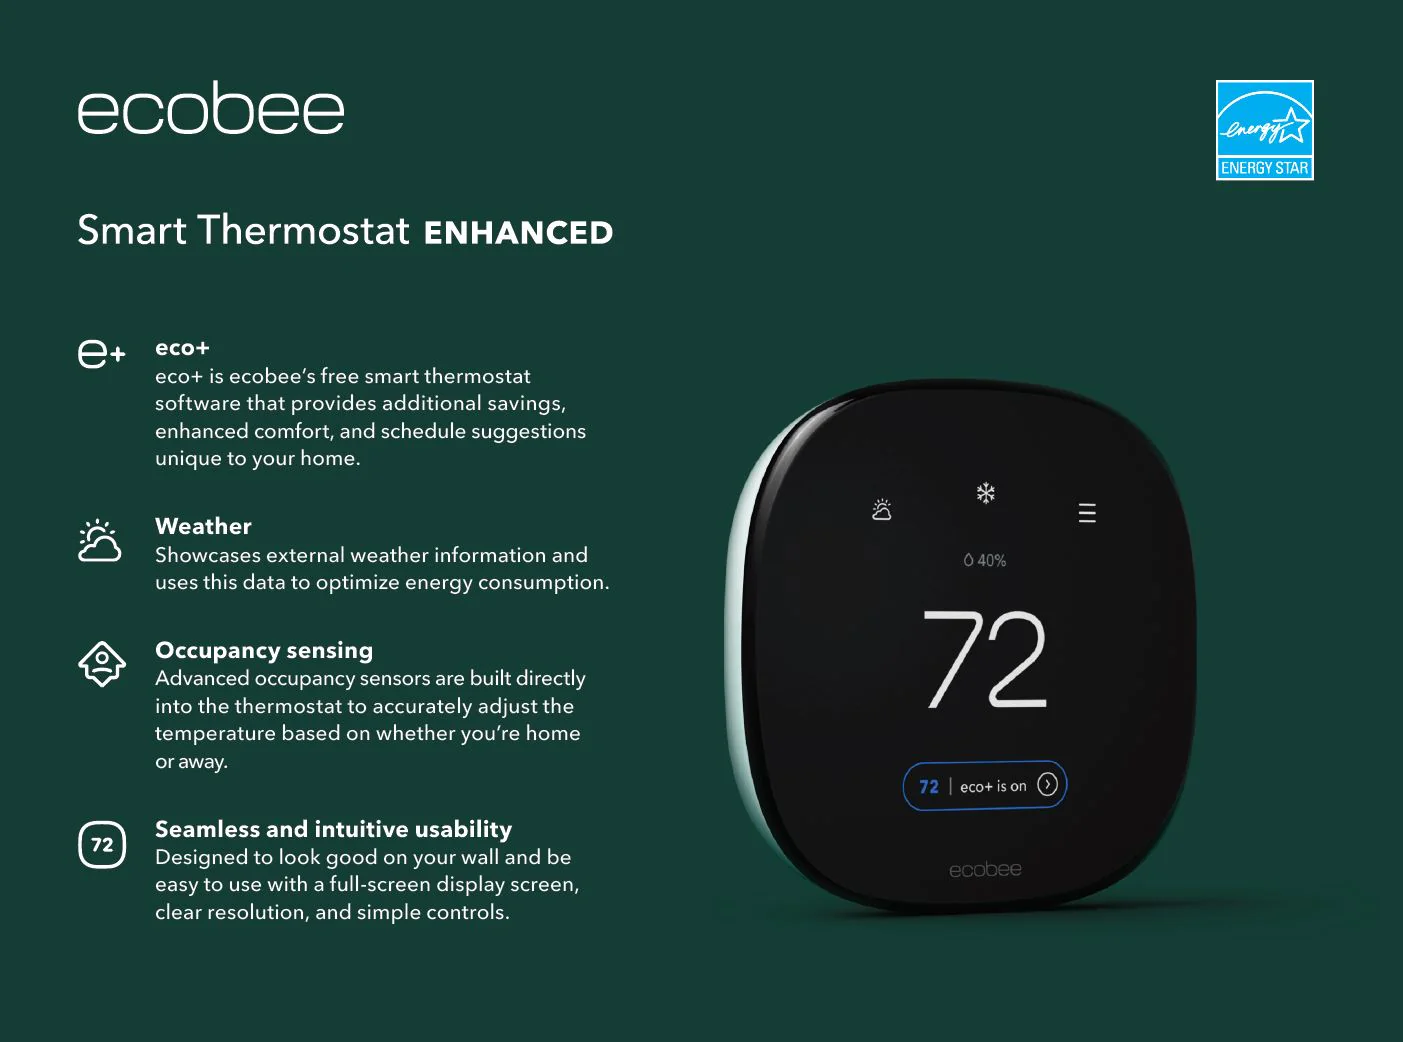 ecobee
energy
ENERGY STAR
Smart Thermostat ENHANCED
e+
eco+
eco+ is ecobee’s free smart thermostat
software that provides additional savings,
enhanced comfort, and schedule suggestions
unique to your home.
Weather
Showcases external weather information and
uses this data to optimize energy consumption.
Occupancy sensing
Advanced occupancy sensors are built directly
into the thermostat to accurately adjust the
temperature based on whether you’re home
or away.
72
Seamless and intuitive usability
Designed to look good on your wall and be
easy to use with a full-screen display screen,
clear resolution, and simple controls.
40%
72
72 | eco+ is on
ecobee